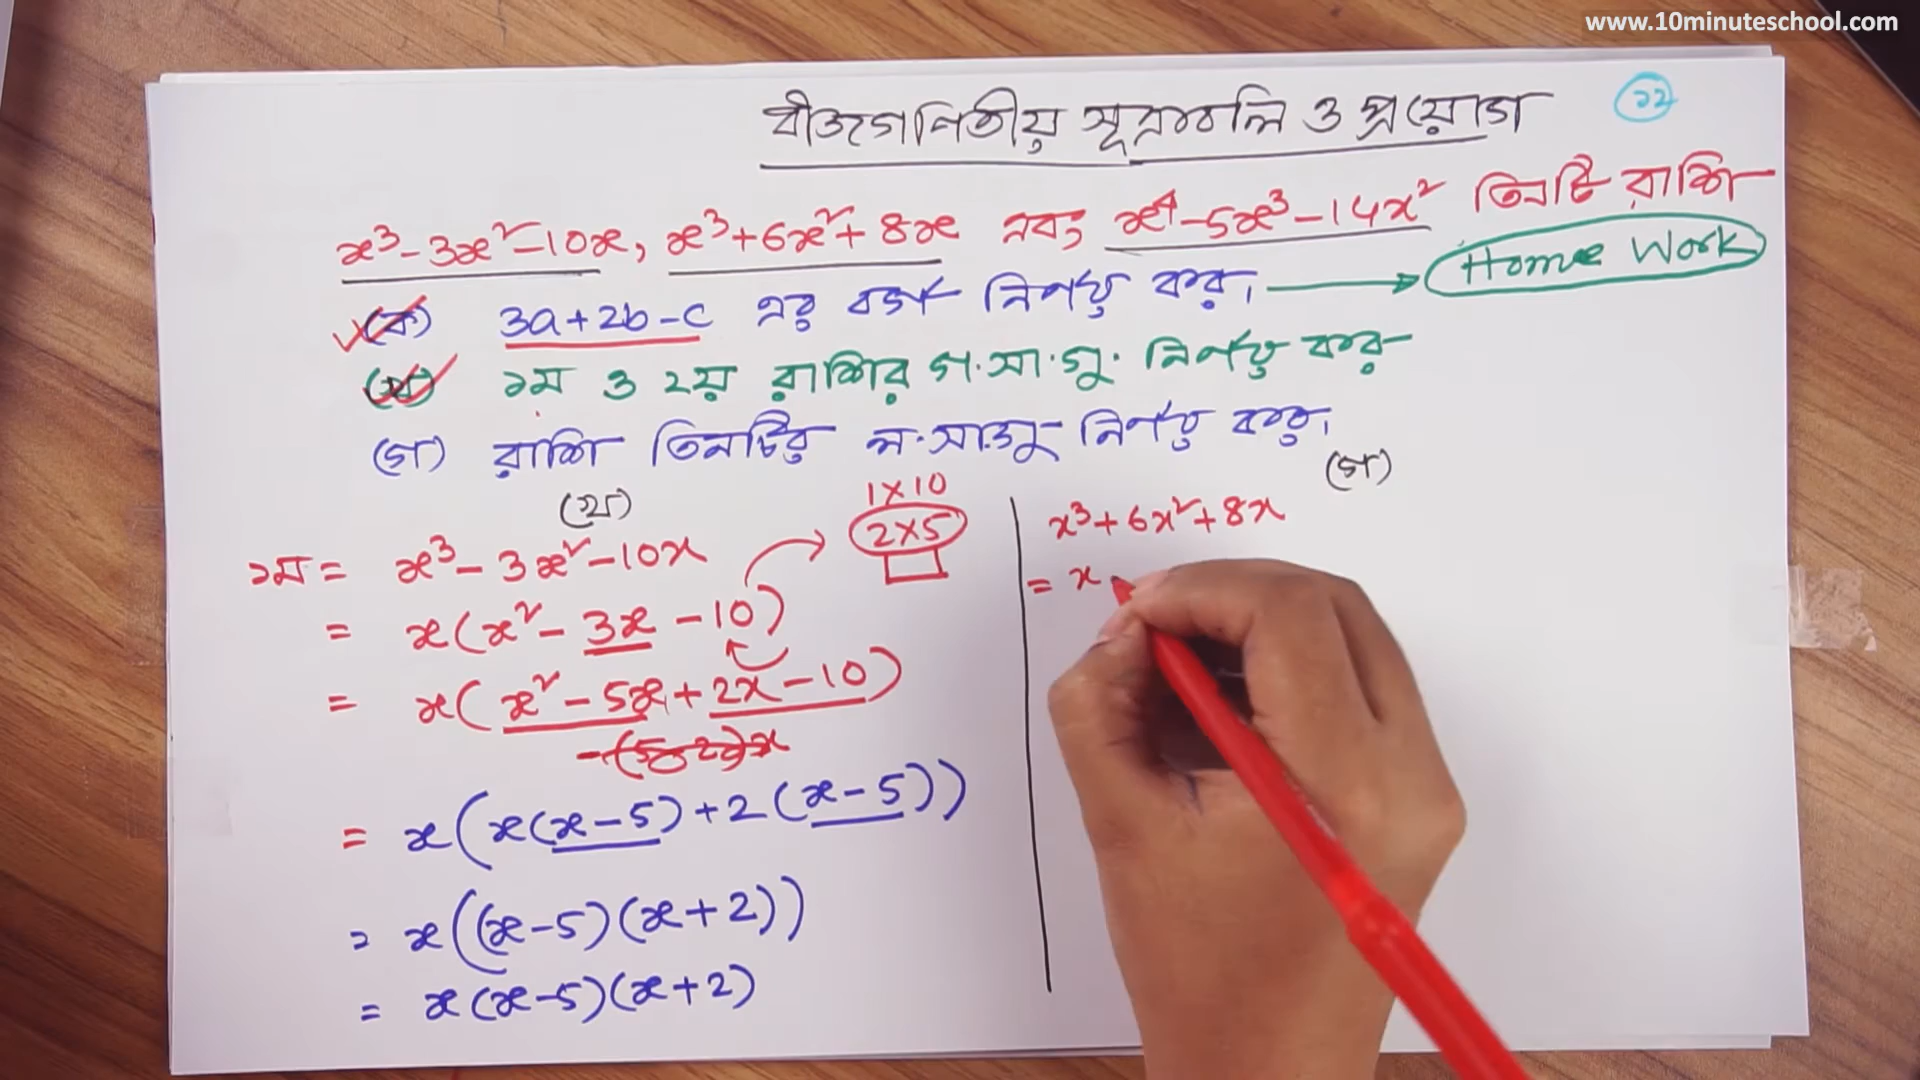 www.10minuteschool.com
বীজগণিতীয় সূত্রাবলি ও প্রয়োগ
১২
x³-3x²-10x, x³+6x²+8x এবং x⁴-5x³-14x² তিনটি রাশি
(ক) 3a+2b-c এর বর্গ নির্ণয় কর। → Home Work
(খ) ১ম ও ২য় রাশির গ.সা.গু. নির্ণয় কর
(গ) রাশি তিনটির ল.সা.গু নির্ণয় কর।
(খ)
১ম = x³-3x²-10x
1×10
2×5
= x(x²-3x-10)
= x(x²-5x+2x-10)
-(5-2)x
= x(x(x-5)+2(x-5))
= x((x-5)(x+2))
= x(x-5)(x+2)
(গ)
x³+6x²+8x
= x